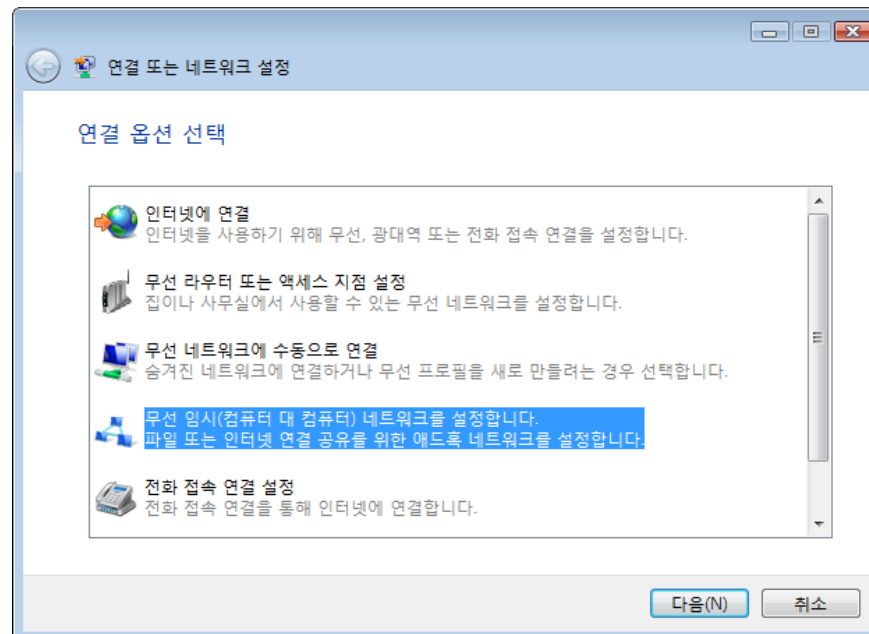 연결 또는 네트워크 설정
연결 옵션 선택
인터넷에 연결
인터넷을 사용하기 위해 무선, 광대역 또는 전화 접속 연결을 설정합니다.
무선 라우터 또는 액세스 지점 설정
집이나 사무실에서 사용할 수 있는 무선 네트워크를 설정합니다.
무선 네트워크에 수동으로 연결
숨겨진 네트워크에 연결하거나 무선 프로필을 새로 만들려는 경우 선택합니다.
무선 임시(컴퓨터 대 컴퓨터) 네트워크를 설정합니다.
파일 또는 인터넷 연결 공유를 위한 애드혹 네트워크를 설정합니다.
전화 접속 연결 설정
전화 접속 연결을 통해 인터넷에 연결합니다.
다음(N) 취소